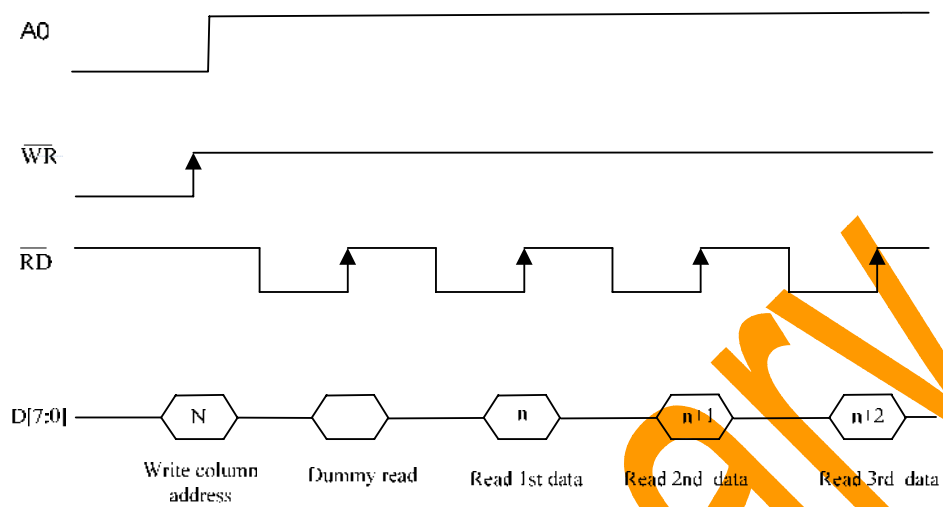 A0
WR
RD
D[7:0]
N
n
n+1
n+2
Write column address
Dummy read
Read 1st data
Read 2nd data
Read 3rd data